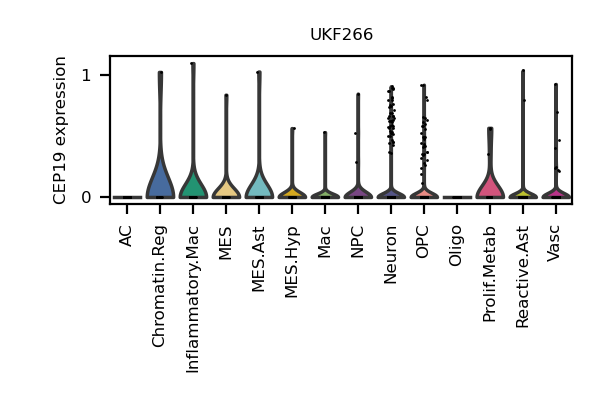 UKF266
CEP19 expression
1
0
AC
Chromatin.Reg
Inflammatory.Mac
MES
MES.Ast
MES.Hyp
Mac
NPC
Neuron
OPC
Oligo
Prolif.Metab
Reactive.Ast
Vasc